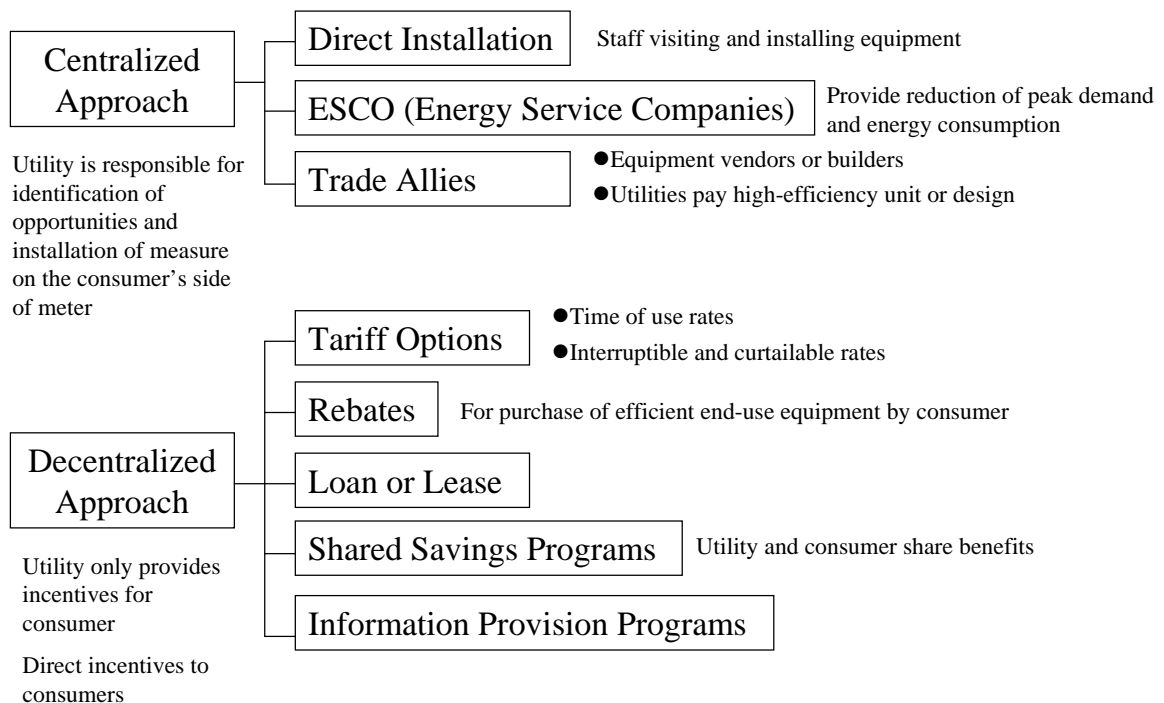 Centralized
Approach
Utility is responsible for
identification of
opportunities and
installation of measure
on the consumer's side
of meter
Direct Installation
Staff visiting and installing equipment
ESCO (Energy Service Companies)
Provide reduction of peak demand
and energy consumption
Trade Allies
●Equipment vendors or builders
●Utilities pay high-efficiency unit or design
Decentralized
Approach
Utility only provides
incentives for
consumer
Direct incentives to
consumers
Tariff Options
●Time of use rates
●Interruptible and curtailable rates
Rebates
For purchase of efficient end-use equipment by consumer
Loan or Lease
Shared Savings Programs
Utility and consumer share benefits
Information Provision Programs